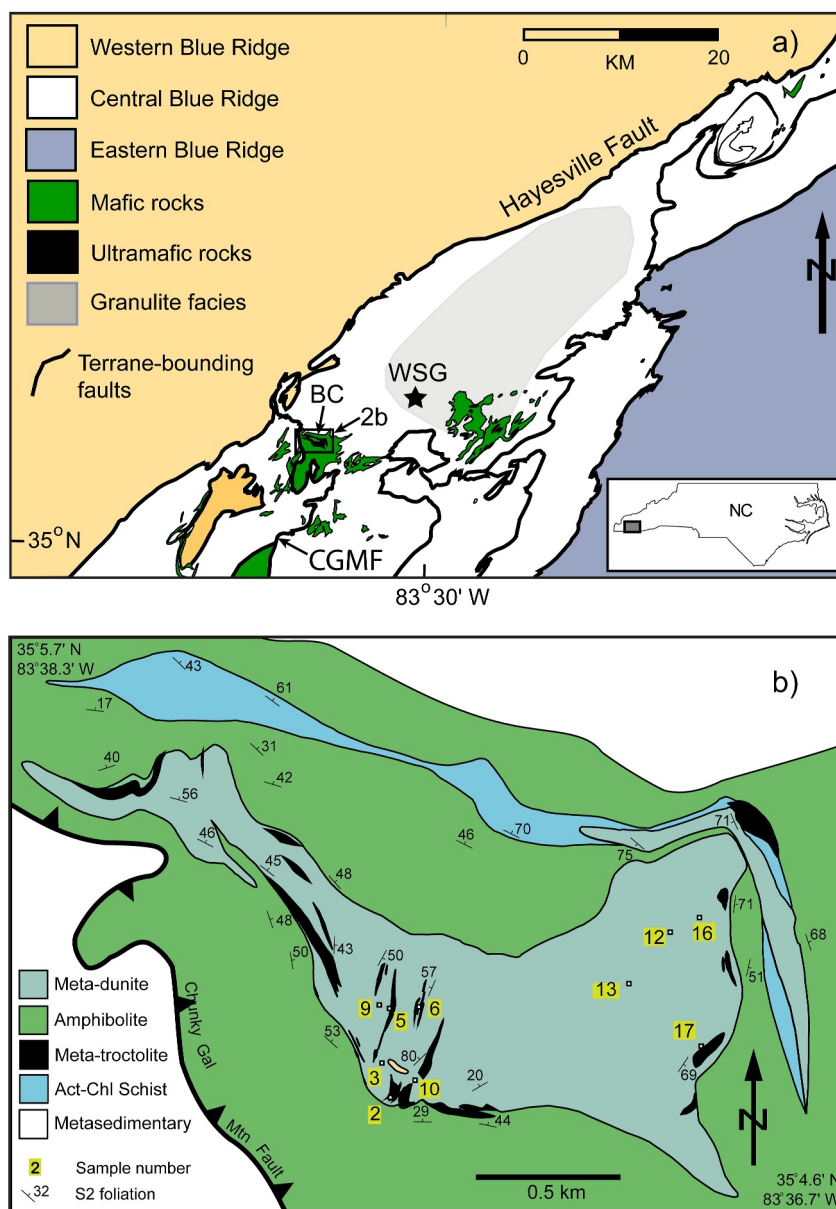 Western Blue Ridge
Central Blue Ridge
Eastern Blue Ridge
Mafic rocks
Ultramafic rocks
Granulite facies
Terrane-bounding
faults
0 20
KM
a)
Hayesville Fault
N
WSG
BC
2b
35°N
CGMF
NC
83°30' W
35°5.7' N
83°38.3' W
b)
43
61
17
40
31
42
56
46
46
70
71
75
45
48
48
50
43
50
57
53
80
20
29
44
71
68
51
69
12
16
13
9
5
6
17
3
10
2
Chunky Gal
Mtn Fault
Meta-dunite
Amphibolite
Meta-troctolite
Act-Chl Schist
Metasedimentary
2 Sample number
32 S2 foliation
0.5 km
N
35°4.6' N
83°36.7' W